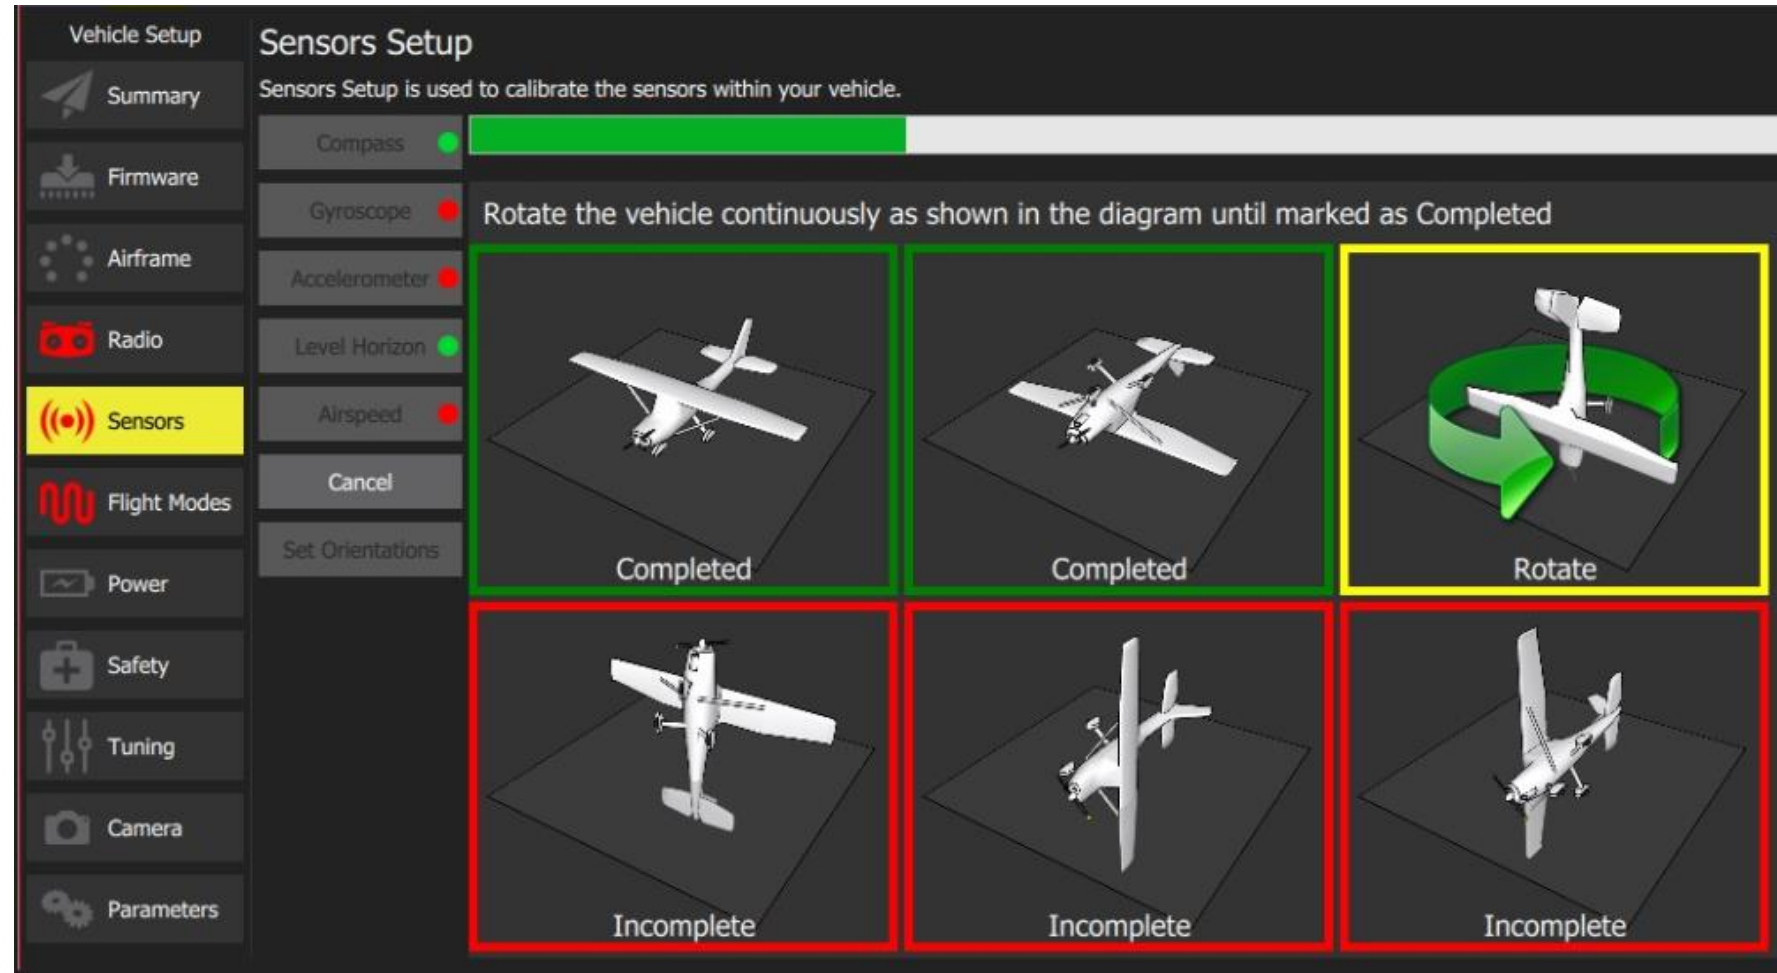 Vehicle Setup
Summary
Firmware
Airframe
Radio
Sensors
Flight Modes
Power
Safety
Tuning
Camera
Parameters
Sensors Setup
Sensors Setup is used to calibrate the sensors within your vehicle.
Compass
Gyroscope
Accelerometer
Level Horizon
Airspeed
Cancel
Set Orientations
Rotate the vehicle continuously as shown in the diagram until marked as Completed
Completed
Completed
Rotate
Incomplete
Incomplete
Incomplete